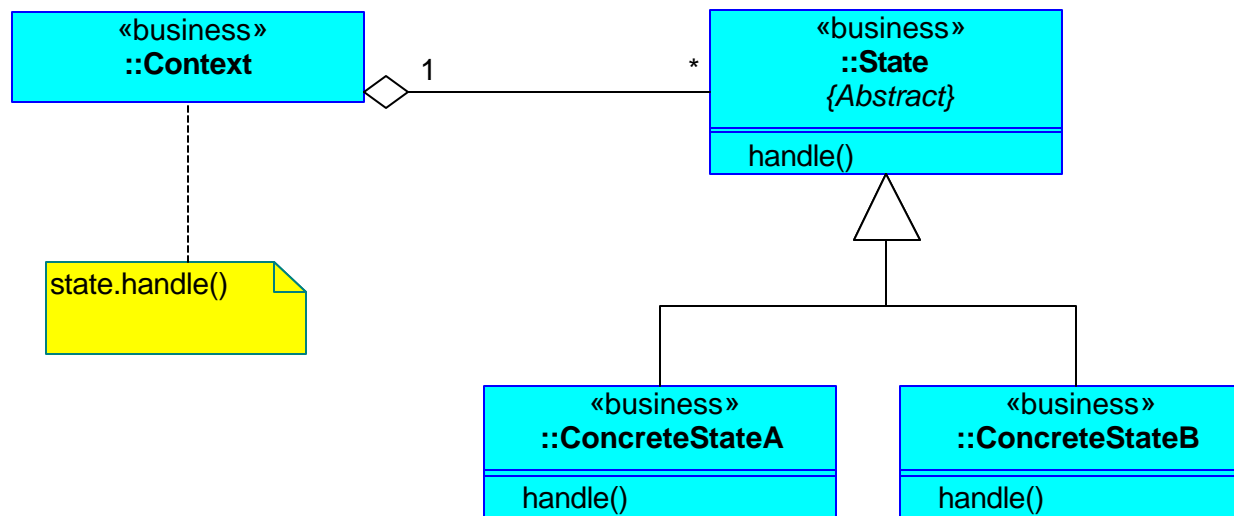 «business»
::Context
1
*
«business»
::State
{Abstract}
handle()
state.handle()
«business»
::ConcreteStateA
handle()
«business»
::ConcreteStateB
handle()